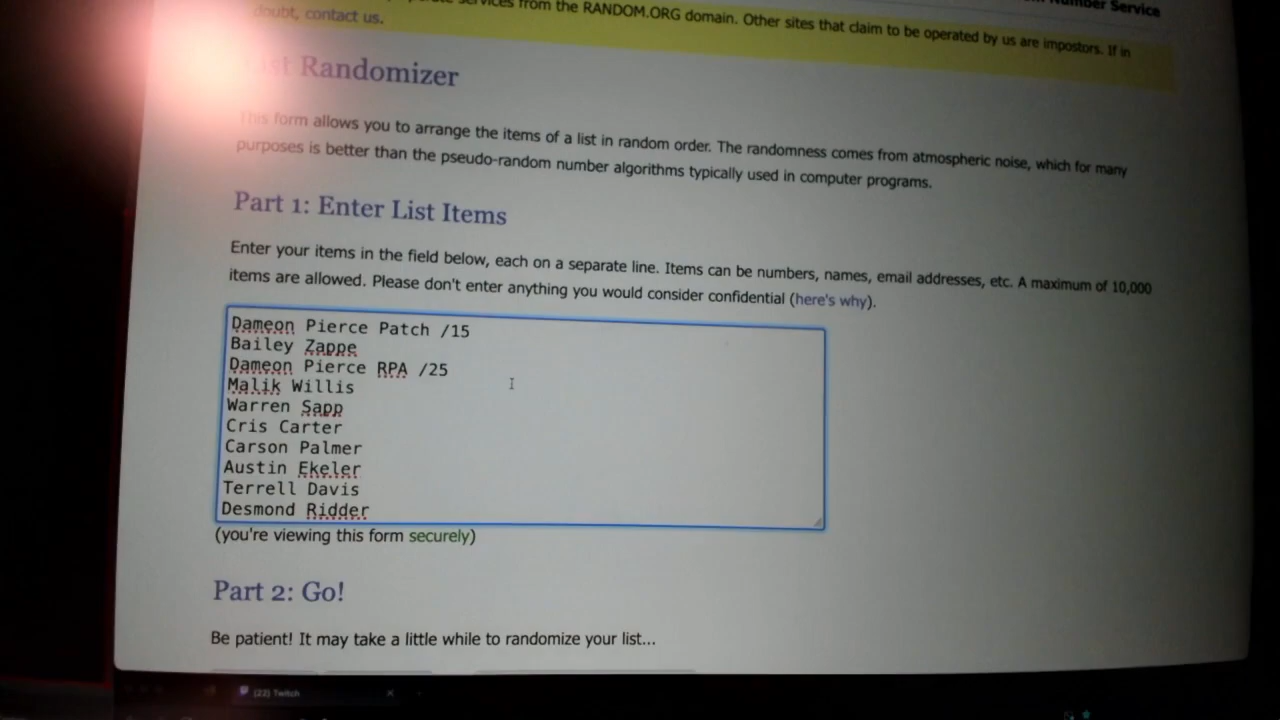 Number Service
services from the RANDOM.ORG domain. Other sites that claim to be operated by us are impostors. If in
doubt, contact us.
Randomizer
This form allows you to arrange the items of a list in random order. The randomness comes from atmospheric noise, which for many
purposes is better than the pseudo-random number algorithms typically used in computer programs.
Part 1: Enter List Items
Enter your items in the field below, each on a separate line. Items can be numbers, names, email addresses, etc. A maximum of 10,000
items are allowed. Please don't enter anything you would consider confidential (here's why).
Dameon Pierce Patch /15
Bailey Zappe
Dameon Pierce RPA /25
Malik Willis
Warren Sapp
Cris Carter
Carson Palmer
Austin Ekeler
Terrell Davis
Desmond Ridder
(you're viewing this form securely)
Part 2: Go!
Be patient! It may take a little while to randomize your list...
(22) Twitch